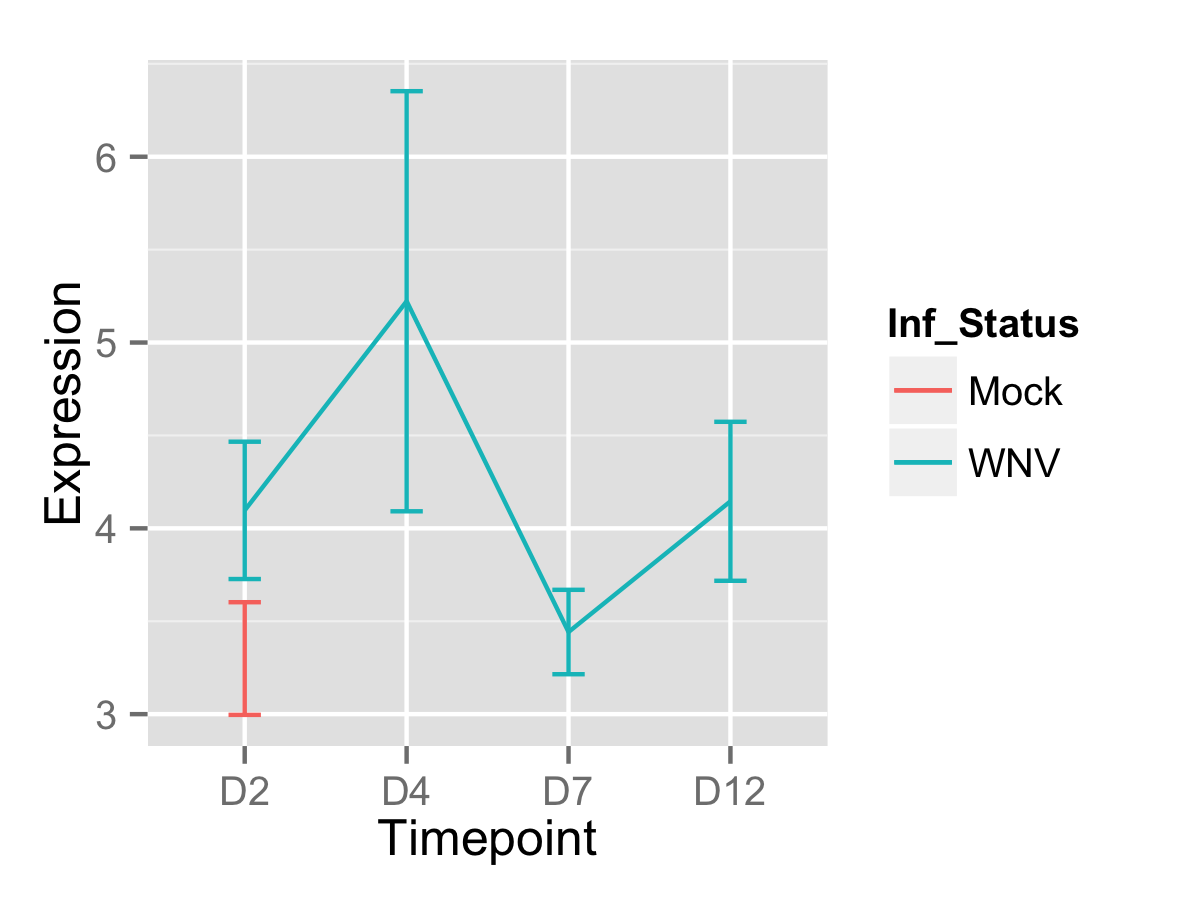 6
5
4
3
Expression
D2 D4 D7 D12
Timepoint
Inf_Status
Mock
WNV